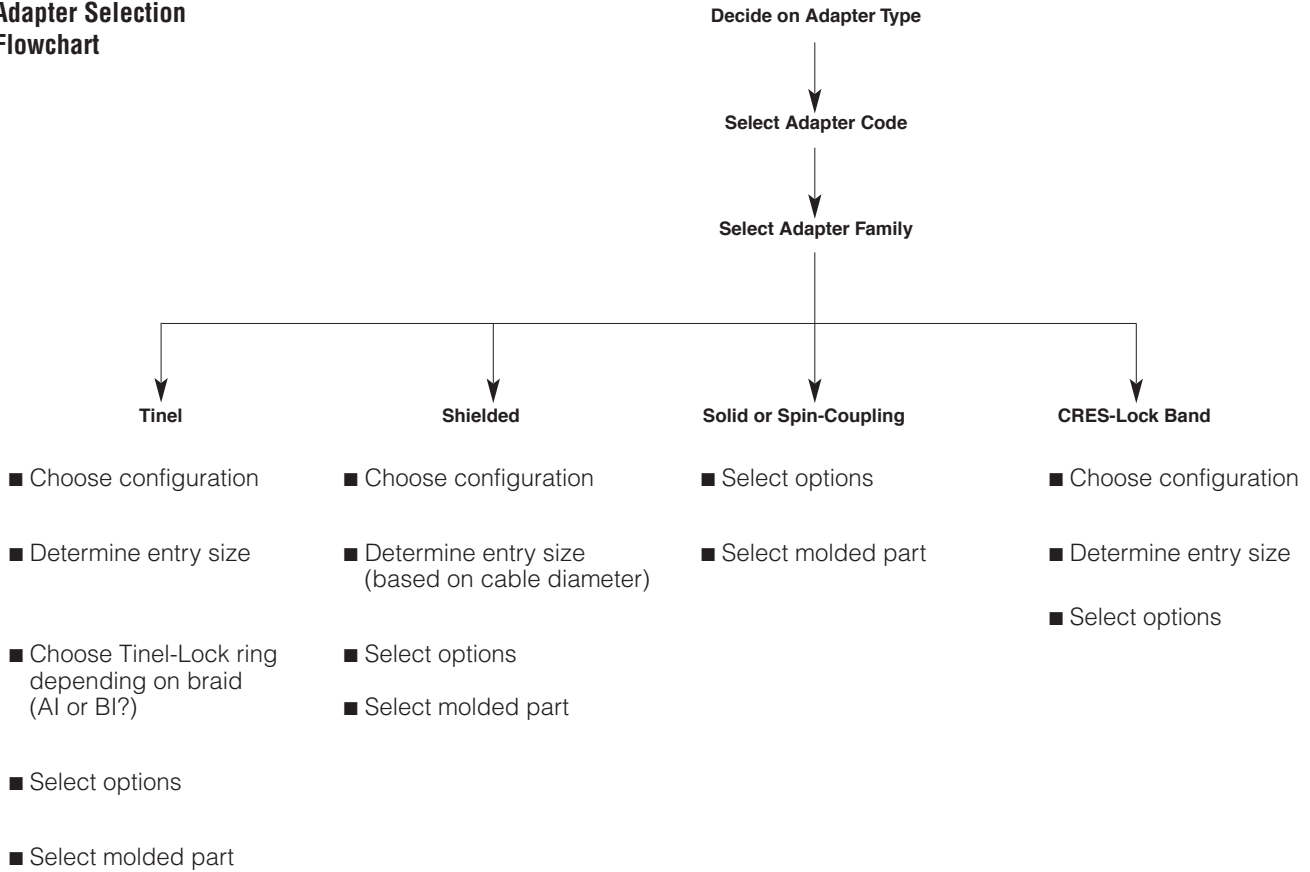 Adapter Selection
Flowchart
Decide on Adapter Type
Select Adapter Code
Select Adapter Family
Tinel
■ Choose configuration
■ Determine entry size
■ Choose Tinel-Lock ring
depending on braid
(AI or BI?)
■ Select options
■ Select molded part
Shielded
■ Choose configuration
■ Determine entry size
(based on cable diameter)
■ Select options
■ Select molded part
Solid or Spin-Coupling
■ Select options
■ Select molded part
CRES-Lock Band
■ Choose configuration
■ Determine entry size
■ Select options